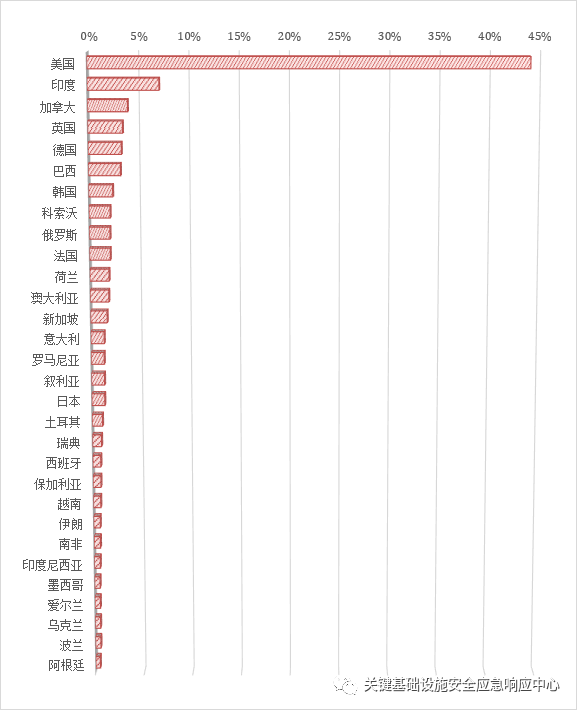 0% 5% 10% 15% 20% 25% 30% 35% 40% 45%
美国
印度
加拿大
英国
德国
巴西
韩国
科索沃
俄罗斯
法国
荷兰
澳大利亚
新加坡
意大利
罗马尼亚
叙利亚
日本
土耳其
瑞典
西班牙
保加利亚
越南
伊朗
南非
印度尼西亚
墨西哥
爱尔兰
乌克兰
波兰
阿根廷
关键基础设施安全应急响应中心